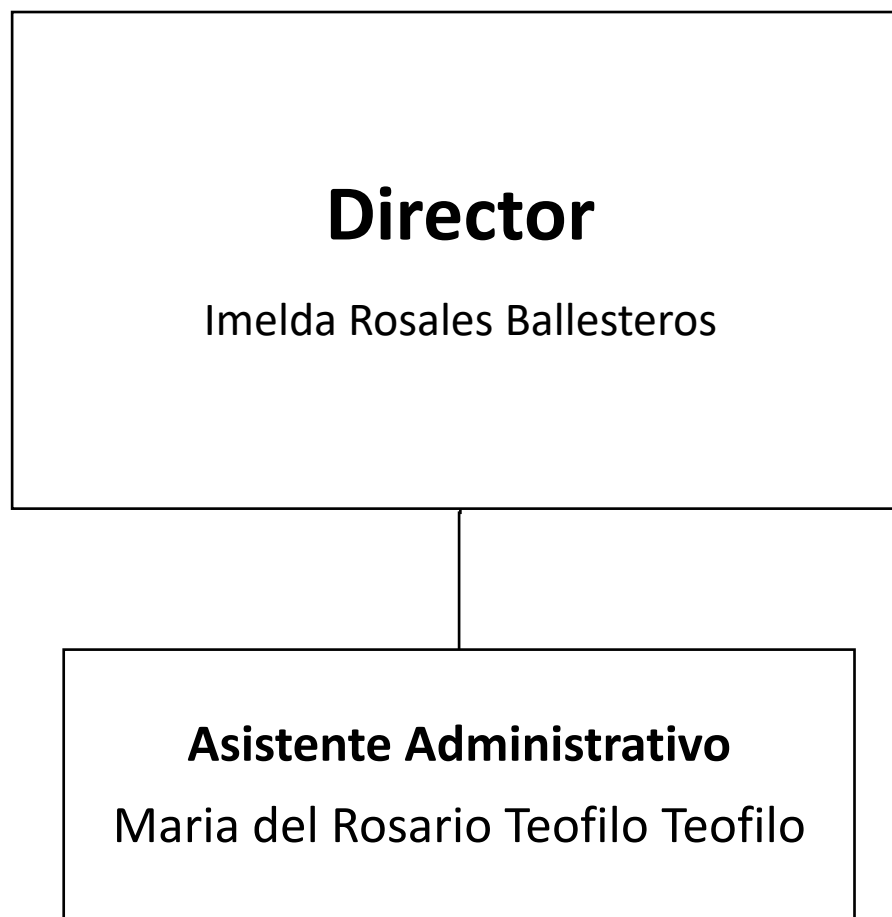 Director
Imelda Rosales Ballesteros
Asistente Administrativo
Maria del Rosario Teofilo Teofilo